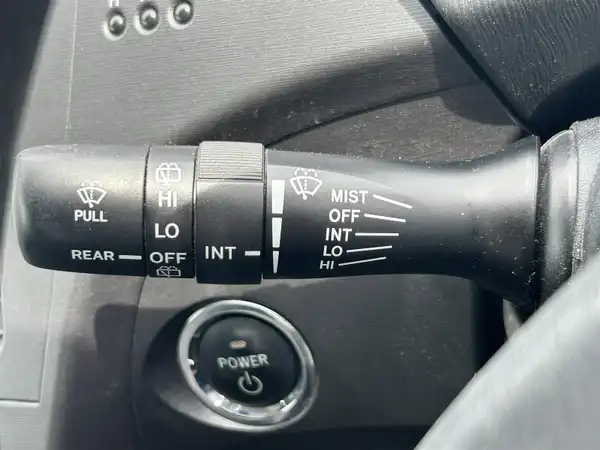 PULL
REAR
HI
LO
OFF
INT
MIST
OFF
INT
LO
HI
POWER